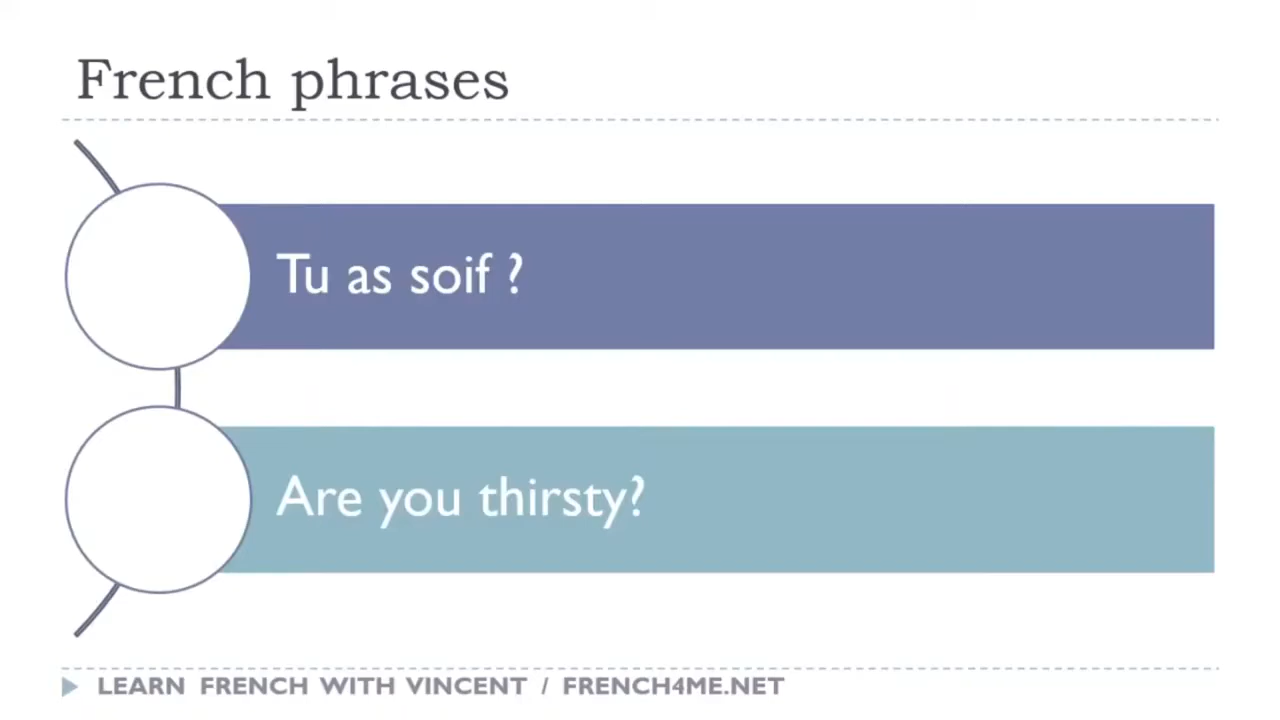 French phrases
Tu as soif ?
Are you thirsty?
LEARN FRENCH WITH VINCENT / FRENCH4ME.NET